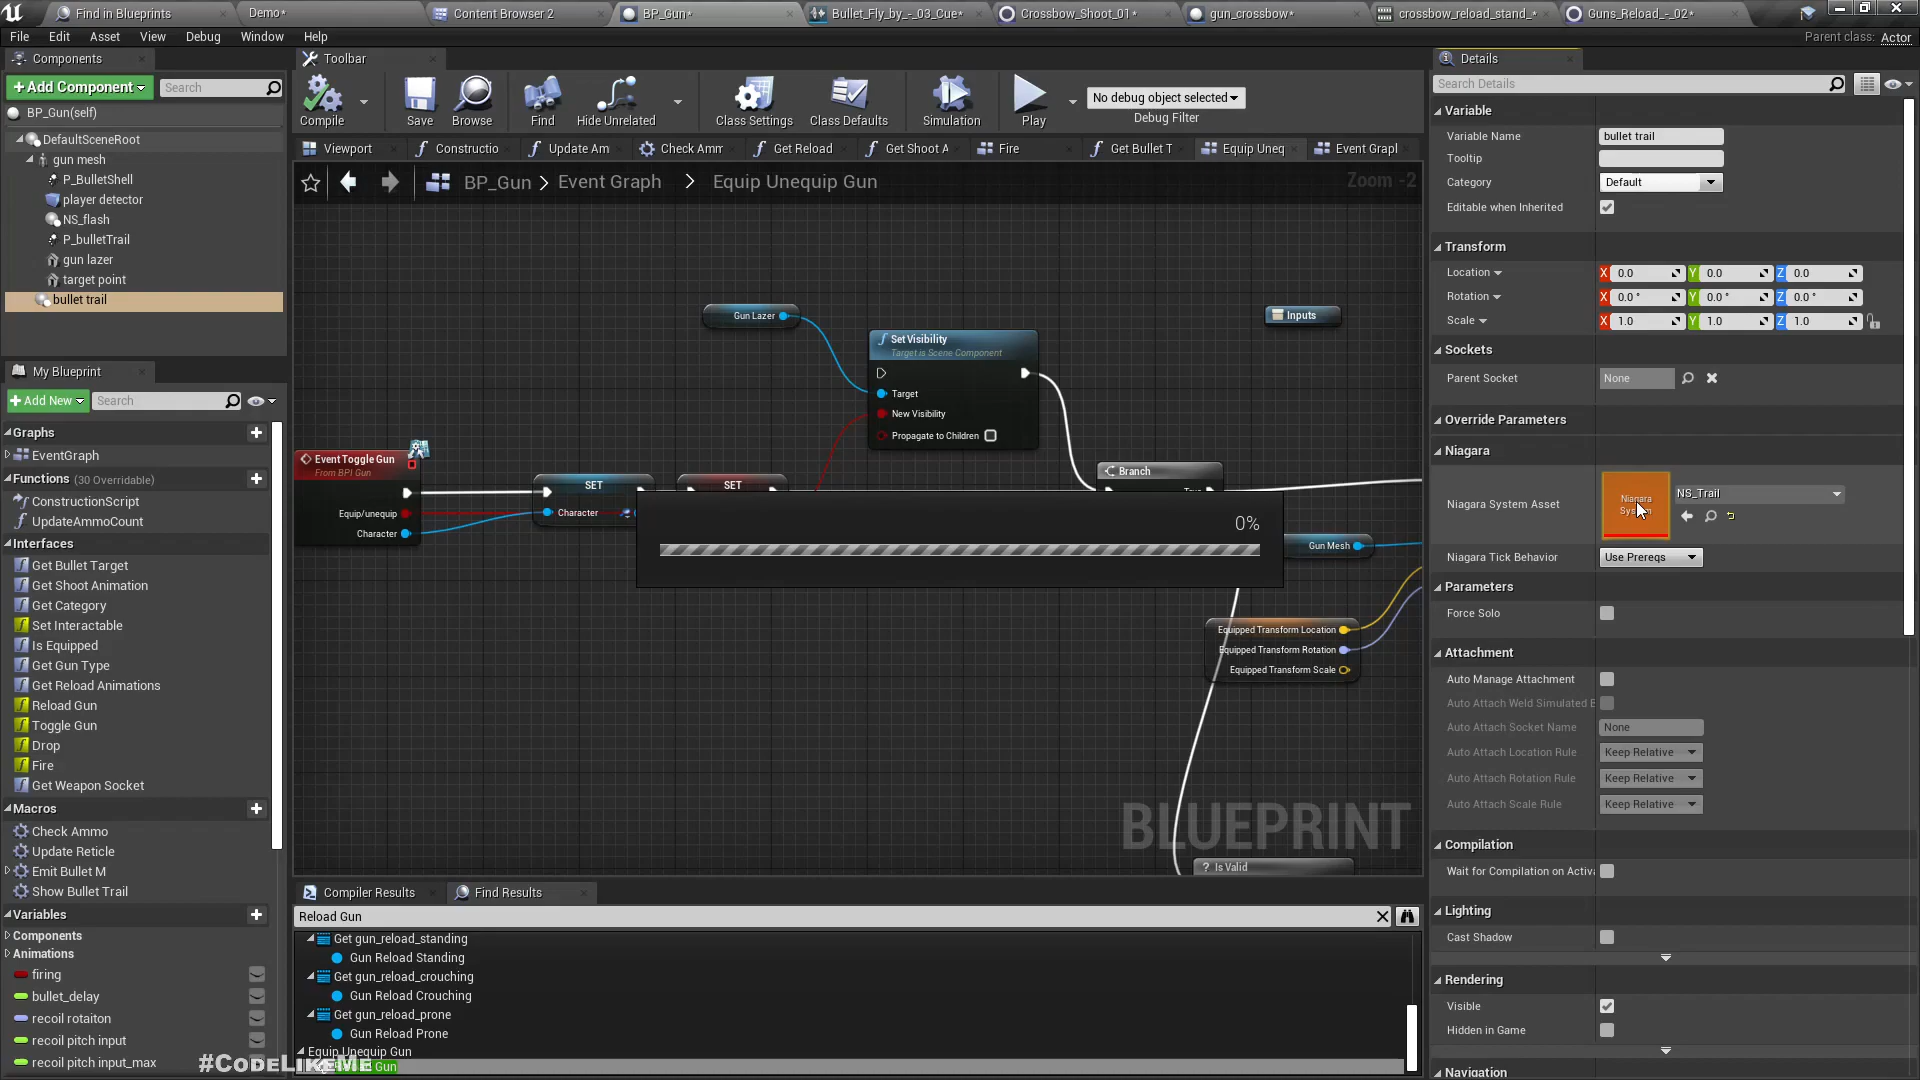 Find in Blueprints
Demo*
Content Browser 2
BP_Gun*
Bullet_Fly_by_-_03_Cue*
Crossbow_Shoot_01*
gun_crossbow*
crossbow_reload_stand_*
Guns_Reload_-_02*
File
Edit
Asset
View
Debug
Window
Help
Parent class: Actor
Components
+Add Component
Search
BP_Gun(self)
DefaultSceneRoot
gun mesh
P_BulletShell
player detector
NS_flash
P_bulletTrail
gun lazer
target point
bullet trail
My Blueprint
+Add New
Search
Graphs
EventGraph
Functions (30 Overridable)
ConstructionScript
UpdateAmmoCount
Interfaces
Get Bullet Target
Get Shoot Animation
Get Category
Set Interactable
Is Equipped
Get Gun Type
Get Reload Animations
Reload Gun
Toggle Gun
Drop
Fire
Get Weapon Socket
Macros
Check Ammo
Update Reticle
Emit Bullet M
Show Bullet Trail
Variables
Components
Animations
firing
bullet_delay
recoil rotaiton
recoil pitch input
recoil pitch input_max
Toolbar
Compile
Save
Browse
Find
Hide Unrelated
Class Settings
Class Defaults
Simulation
Play
No debug object selected
Debug Filter
Viewport
Constructio
Update Am
Check Amr
Get Reload
Get Shoot A
Fire
Get Bullet T
Equip Uneq
Event Grapl
BP_Gun > Event Graph > Equip Unequip Gun
Zoom -2
Gun Lazer
Set Visibility
Target is Scene Component
Target
New Visibility
Propagate to Children
Inputs
Event Toggle Gun
From BPI Gun
Equip/unequip
Character
SET
Character
SET
Branch
True
0%
Gun Mesh
Equipped Transform Location
Equipped Transform Rotation
Equipped Transform Scale
BLUEPRINT
? Is Valid
Compiler Results
Find Results
Reload Gun
Get gun_reload_standing
Gun Reload Standing
Get gun_reload_crouching
Gun Reload Crouching
Get gun_reload_prone
Gun Reload Prone
Equip Unequip Gun
Gun
#CodeLikeMe
Details
Search Details
Variable
Variable Name
bullet trail
Tooltip
Category
Default
Editable when Inherited
Transform
Location
X 0.0 Y 0.0 Z 0.0
Rotation
X 0.0 ° Y 0.0 ° Z 0.0 °
Scale
X 1.0 Y 1.0 Z 1.0
Sockets
Parent Socket
None
Override Parameters
Niagara
Niagara System Asset
Niagara
System
NS_Trail
Niagara Tick Behavior
Use Prereqs
Parameters
Force Solo
Attachment
Auto Manage Attachment
Auto Attach Weld Simulated B
Auto Attach Socket Name
None
Auto Attach Location Rule
Keep Relative
Auto Attach Rotation Rule
Keep Relative
Auto Attach Scale Rule
Keep Relative
Compilation
Wait for Compilation on Activa
Lighting
Cast Shadow
Rendering
Visible
Hidden in Game
Navigation